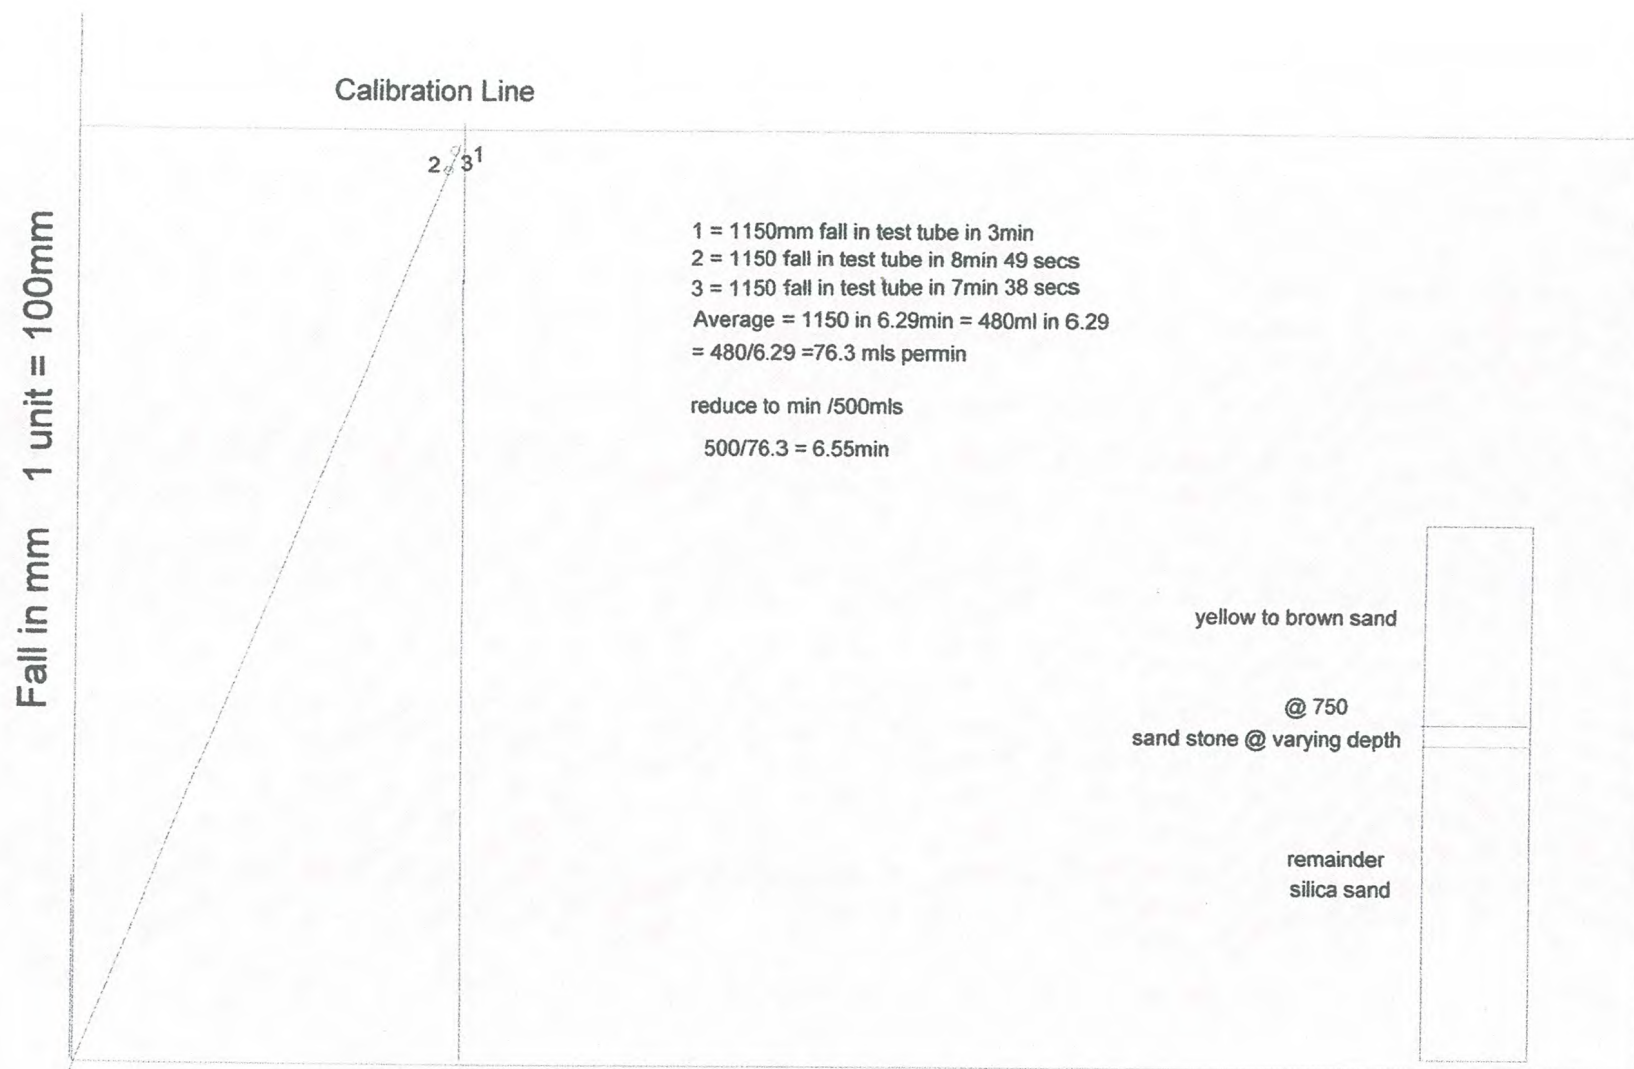 Calibration Line
2 3 1
Fall in mm 1 unit = 100mm
1 = 1150mm fall in test tube in 3min
2 = 1150 fall in test tube in 8min 49 secs
3 = 1150 fall in test tube in 7min 38 secs
Average = 1150 in 6.29min = 480ml in 6.29
= 480/6.29 =76.3 mls permin
reduce to min /500mls
500/76.3 = 6.55min
yellow to brown sand
@ 750
sand stone @ varying depth
remainder
silica sand